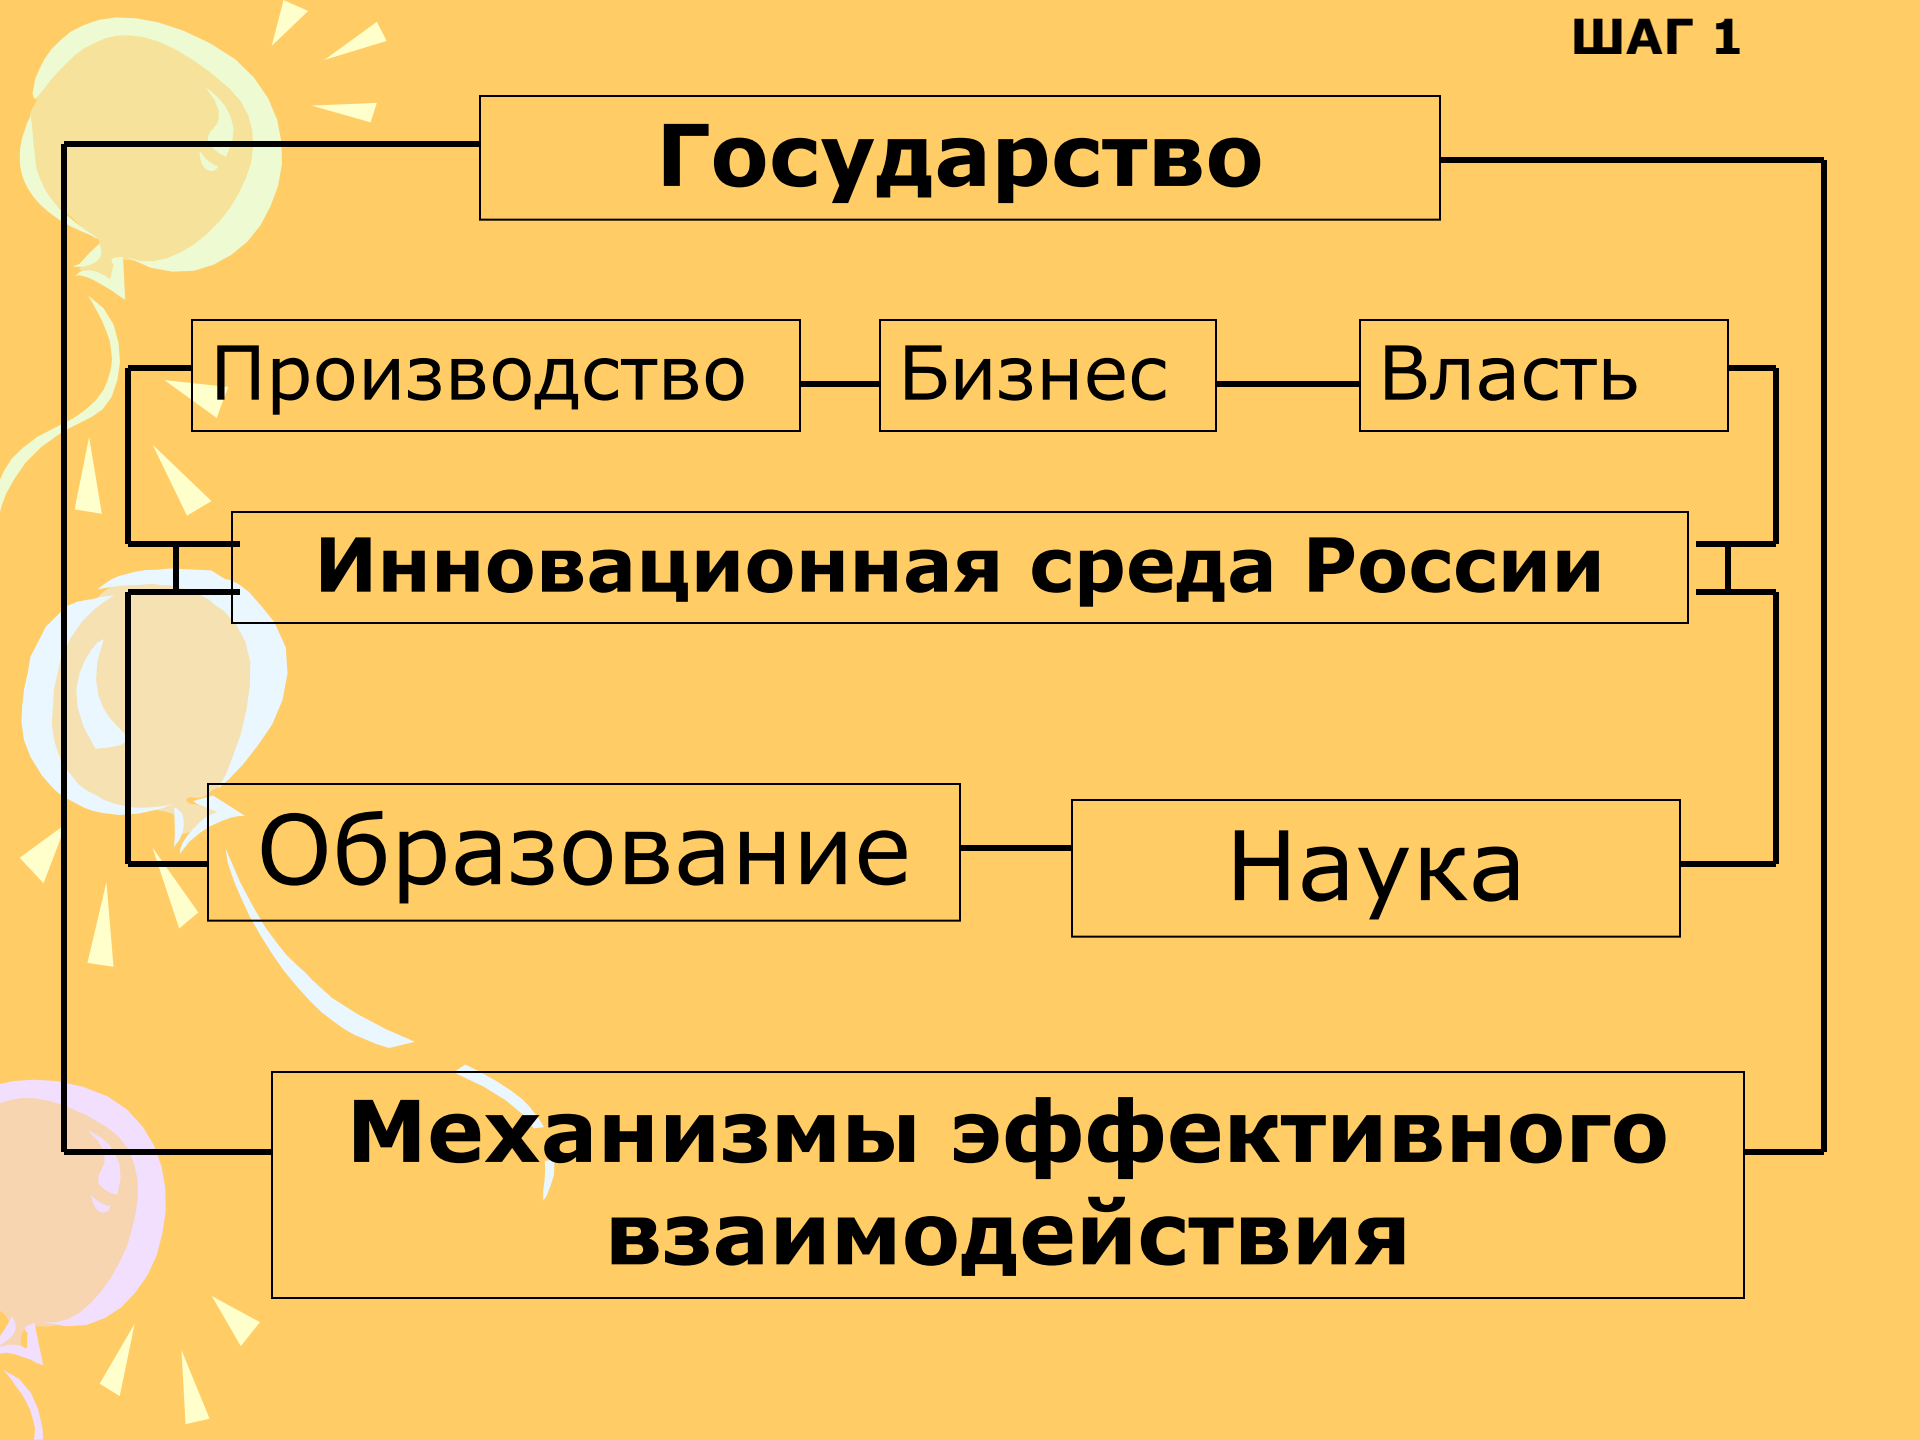 ШАГ 1
Государство
Производство Бизнес Власть
Инновационная среда России
Образование Наука
Механизмы эффективного
взаимодействия